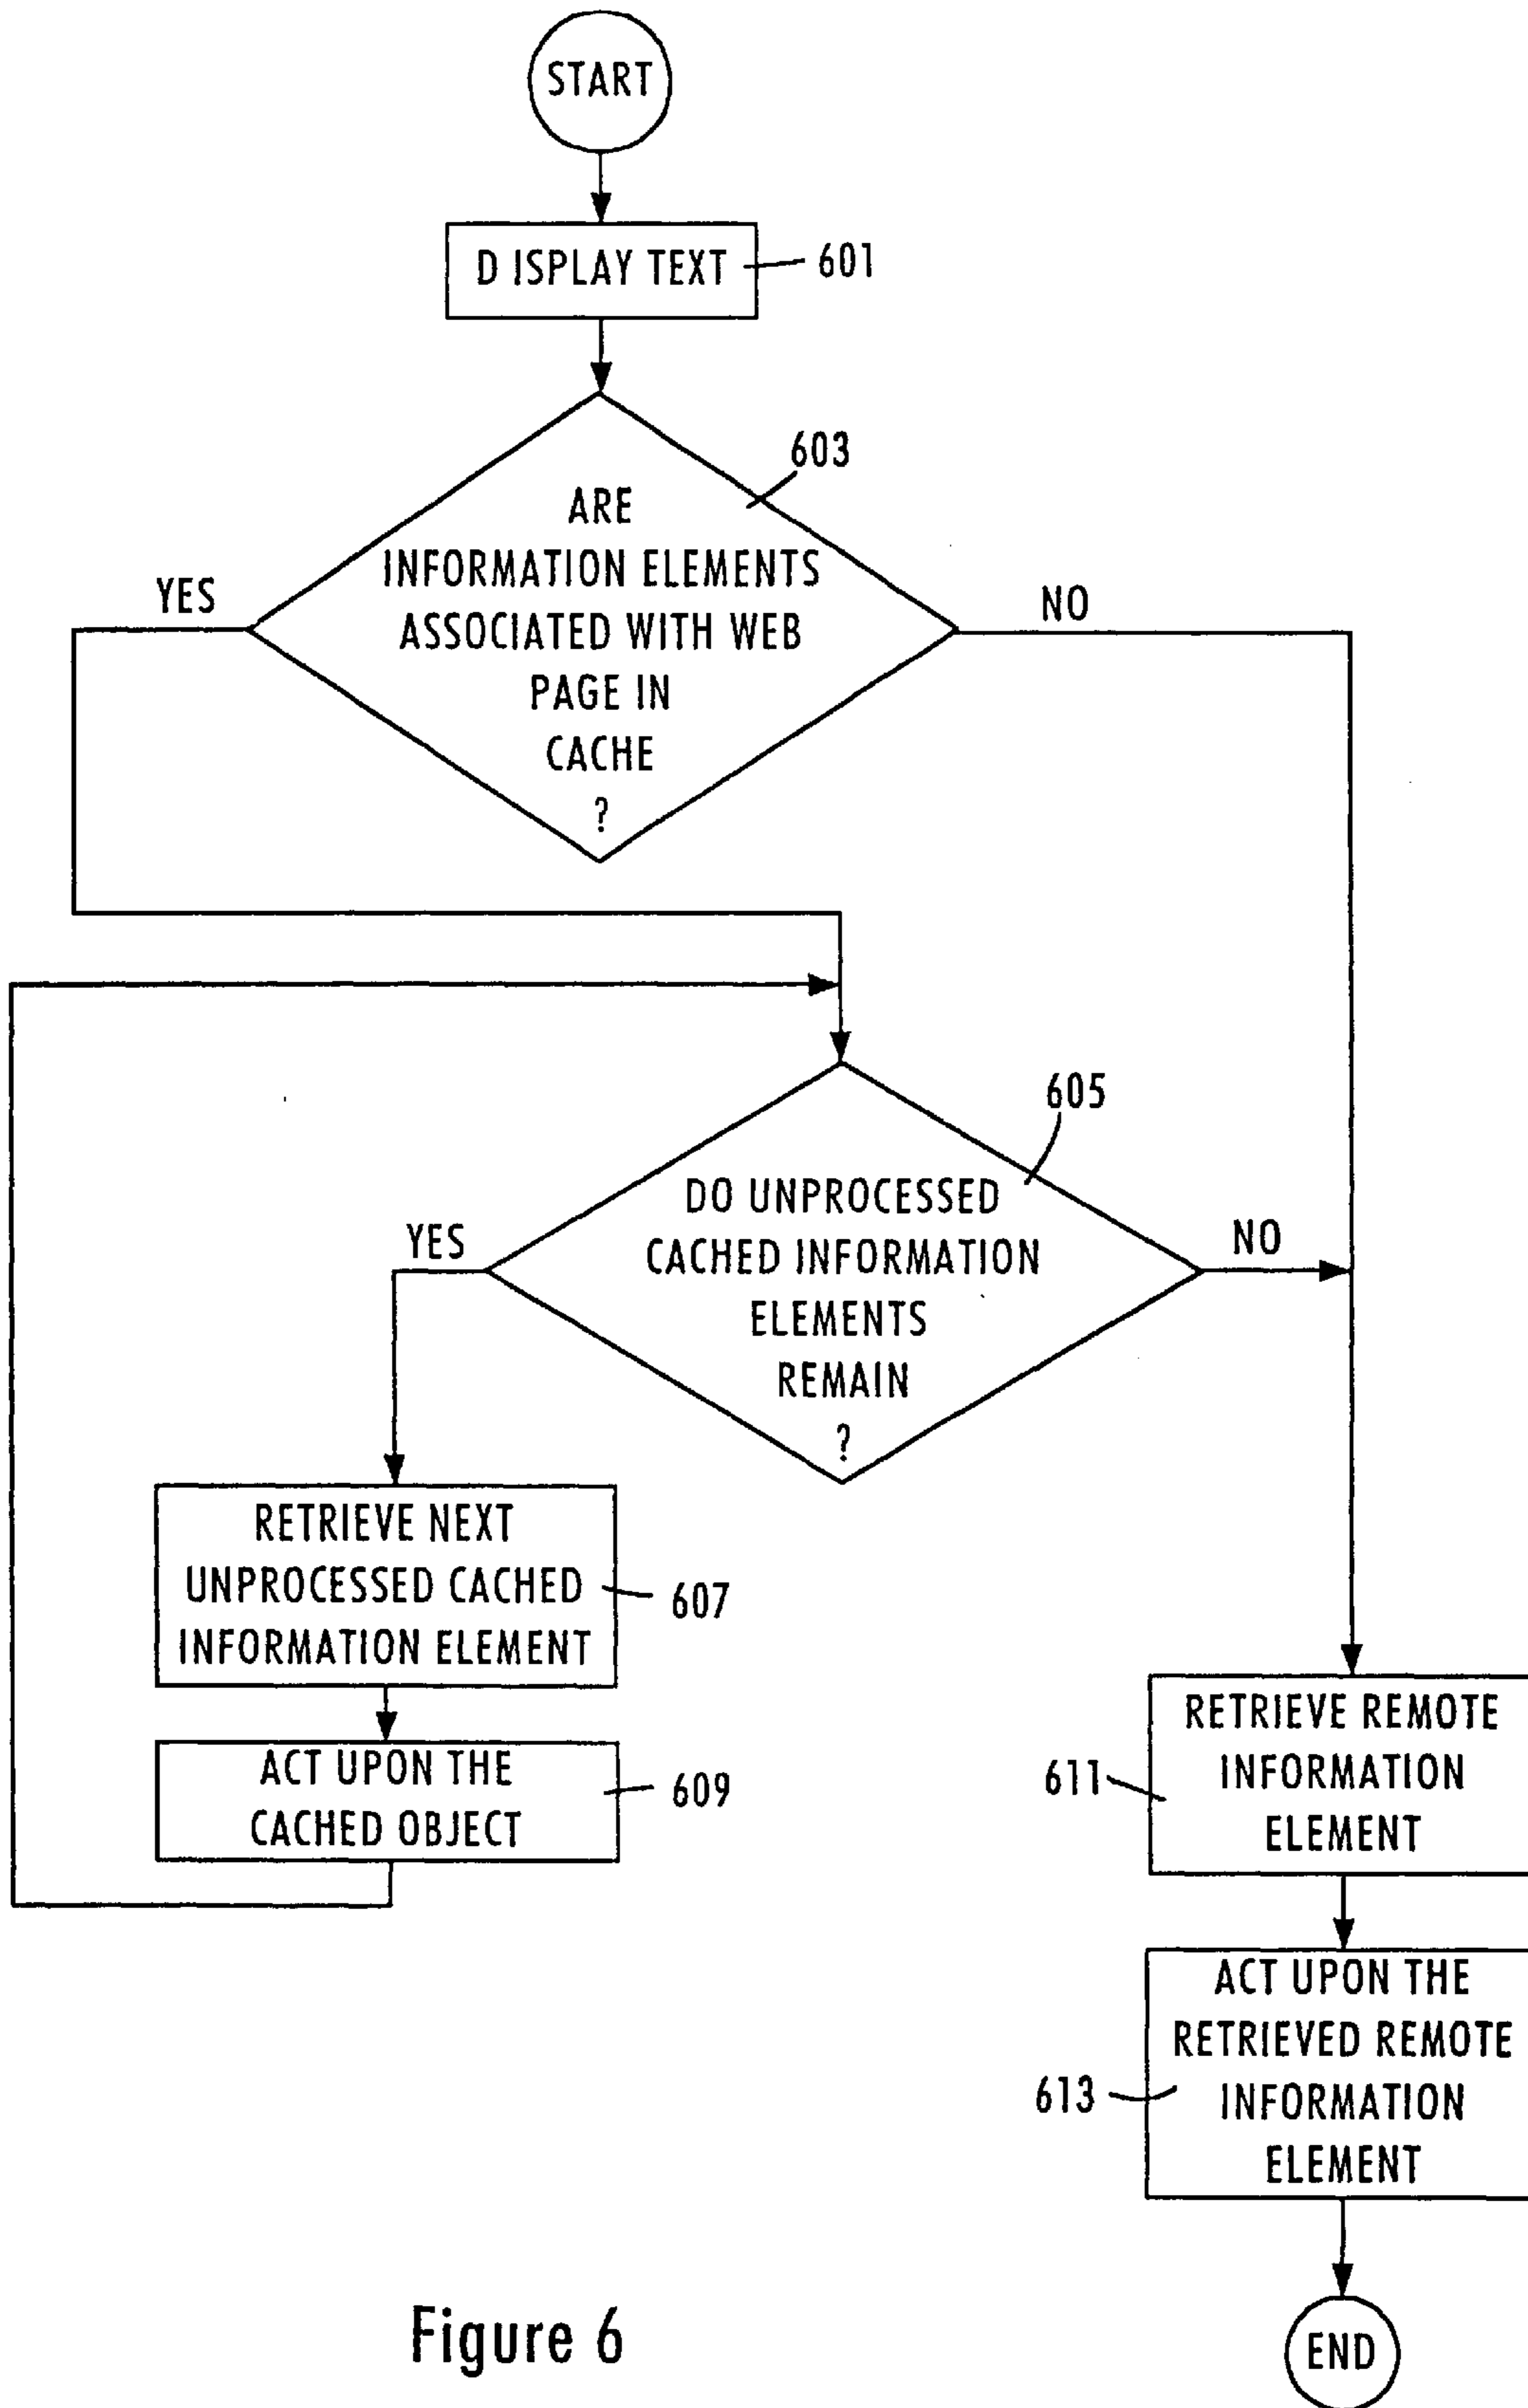 START
D ISPLAY TEXT
601
603
ARE
INFORMATION ELEMENTS
ASSOCIATED WITH WEB
PAGE IN
CACHE
?
YES
NO
605
DO UNPROCESSED
CACHED INFORMATION
ELEMENTS
REMAIN
?
YES
NO
RETRIEVE NEXT
UNPROCESSED CACHED
INFORMATION ELEMENT
607
ACT UPON THE
CACHED OBJECT
609
RETRIEVE REMOTE
INFORMATION
ELEMENT
611
ACT UPON THE
RETRIEVED REMOTE
INFORMATION
ELEMENT
613
END
Figure 6